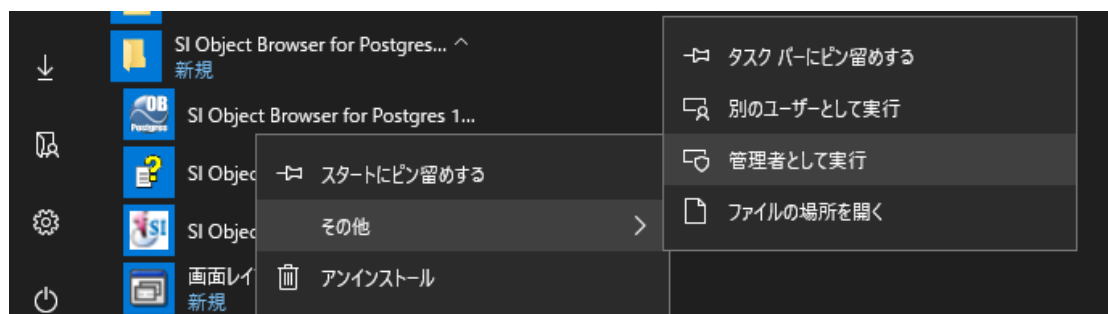 SI Object Browser for Postgres... ^
新規
SI Object Browser for Postgres 1...
OB
Postgres
SI Objec
SI
SI Objec
画面レイ
新規
スタートにピン留めする
その他
アンインストール
タスク バーにピン留めする
別のユーザーとして実行
管理者として実行
ファイルの場所を開く